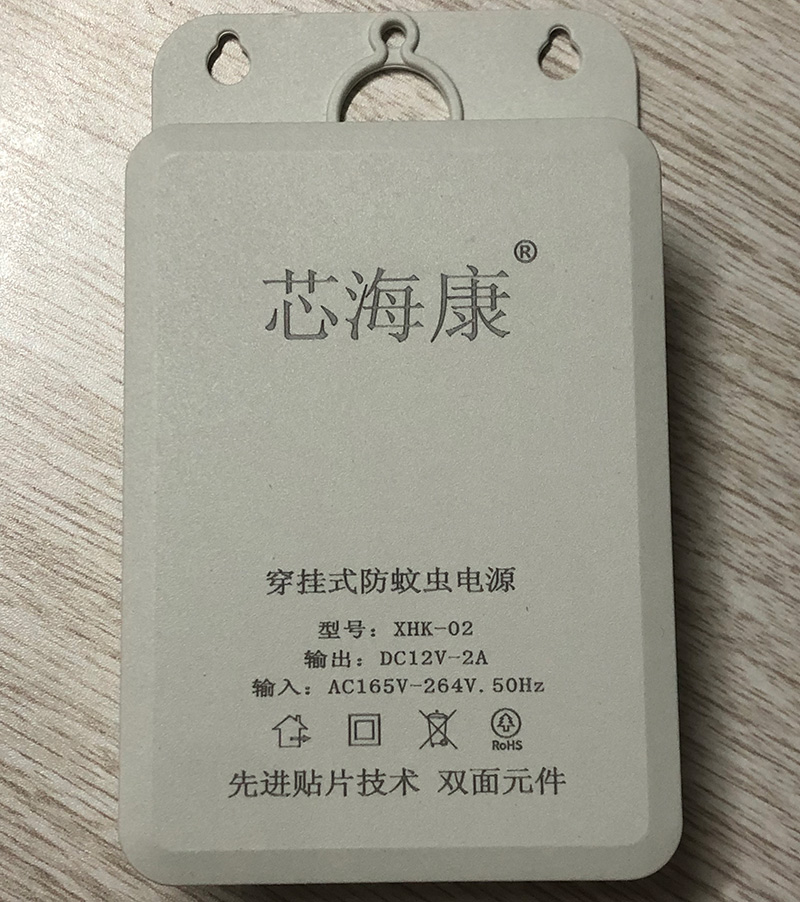 芯海康®
穿挂式防蚊虫电源
型号：XHK-02
输出：DC12V-2A
输入：AC165V-264V.50Hz
RoHS
先进贴片技术 双面元件